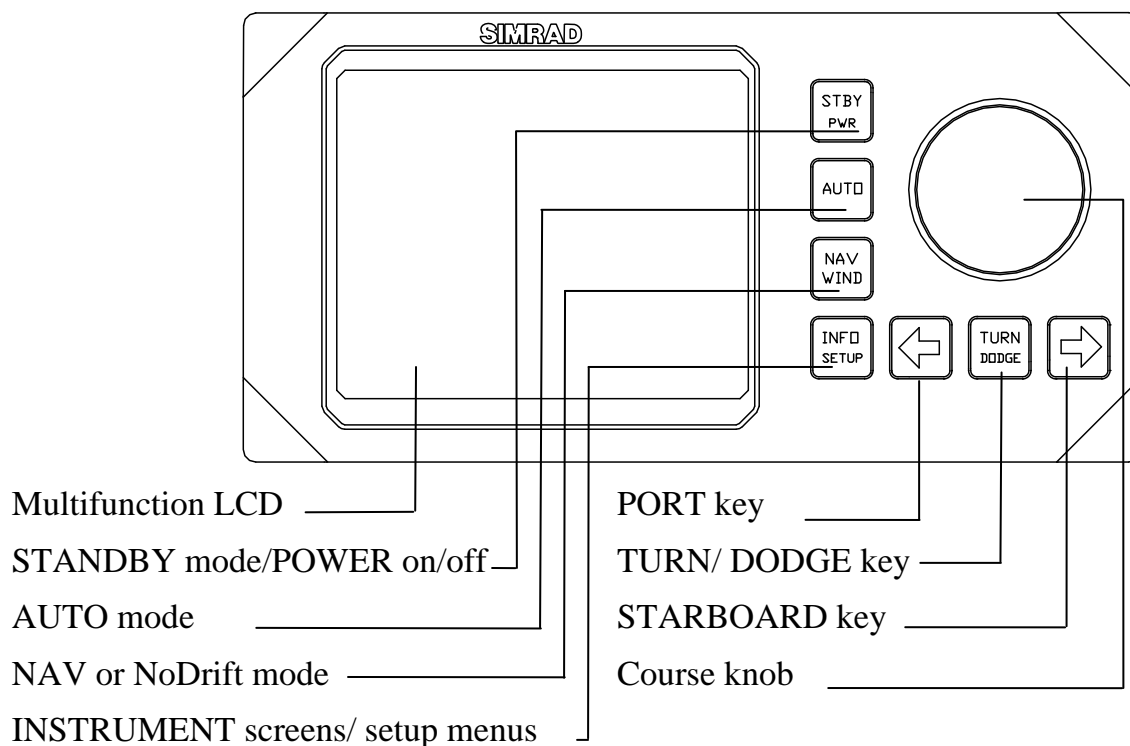 SIMRAD
STBY
PWR
AUTO
NAV
WIND
INFO
SETUP
TURN
DODGE
Multifunction LCD
STANDBY mode/POWER on/off
AUTO mode
NAV or NoDrift mode
INSTRUMENT screens/ setup menus
PORT key
TURN/ DODGE key
STARBOARD key
Course knob